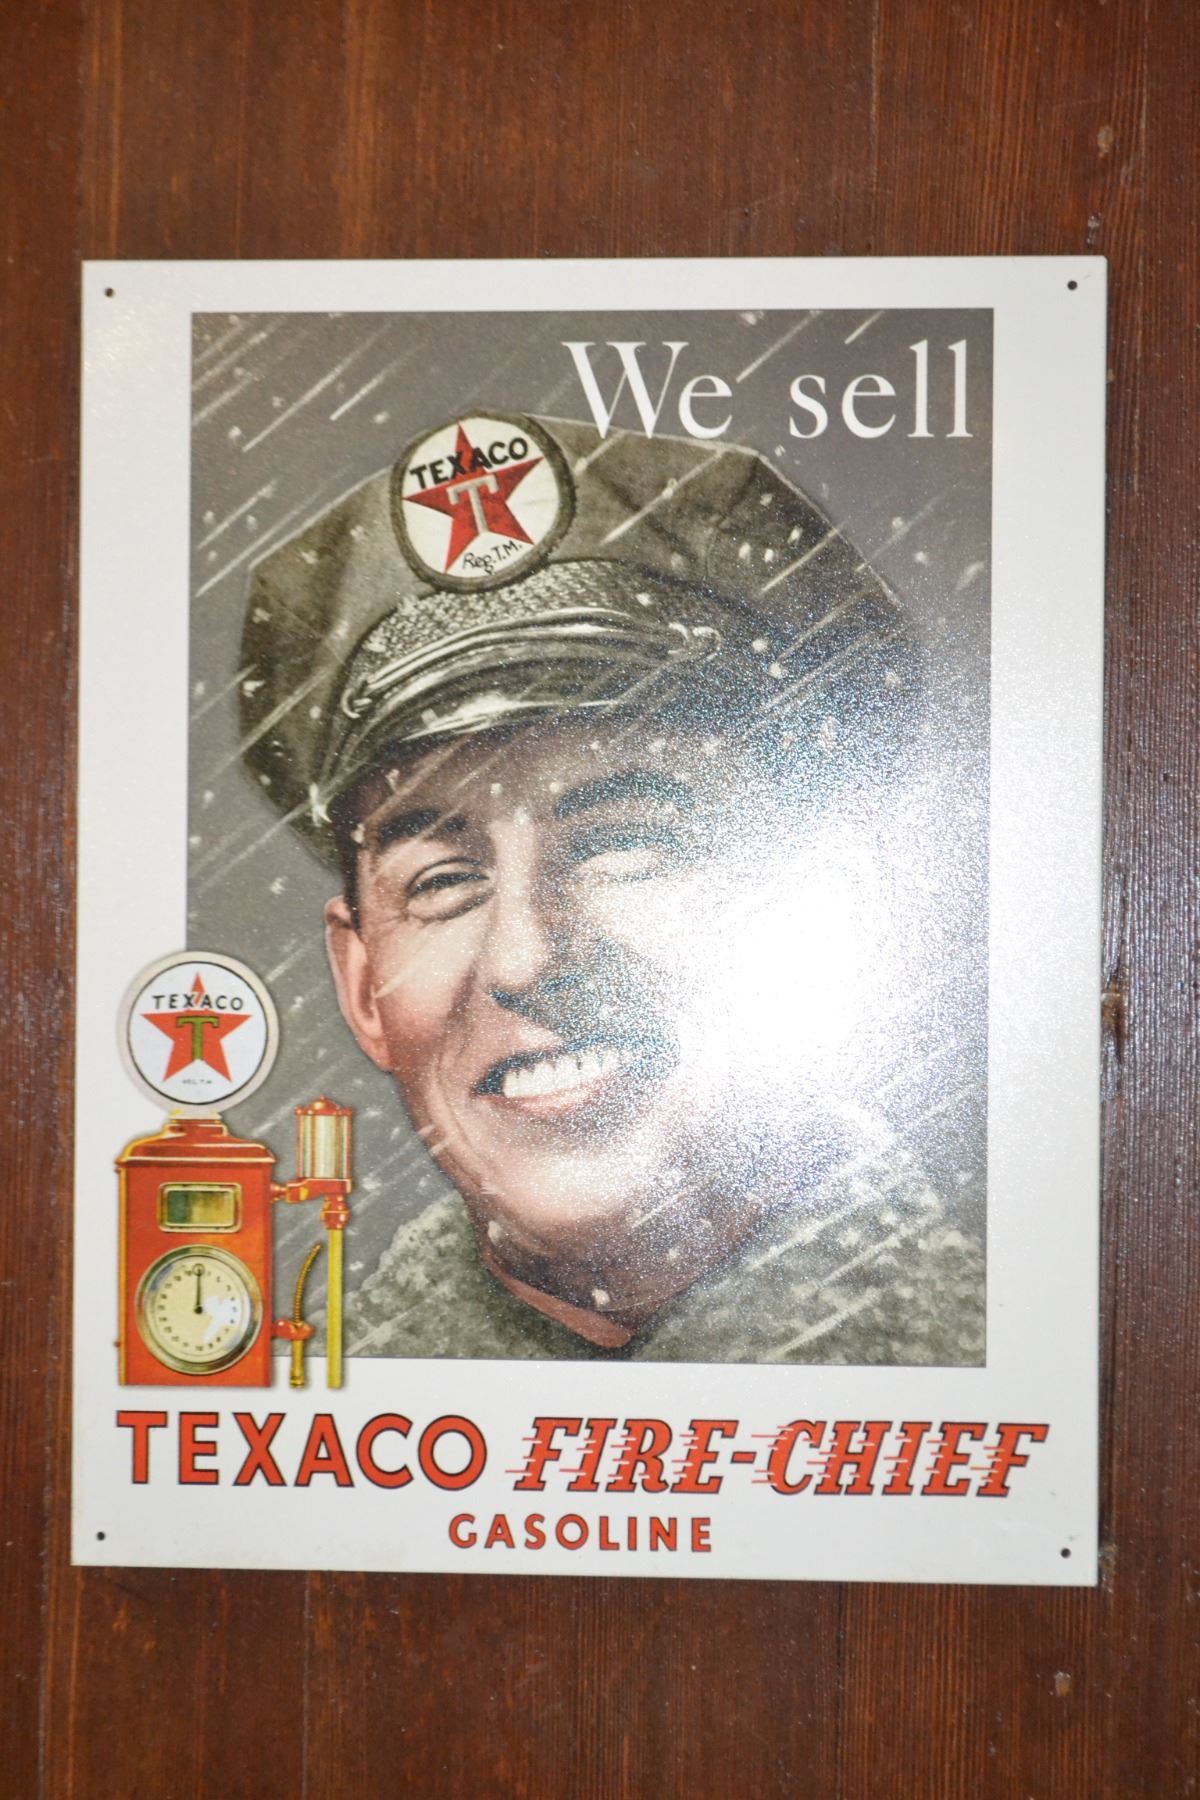 We sell
TEXACO
T
Reg. T.M.
TEXACO
T
TEXACO FIRE-CHIEF
GASOLINE